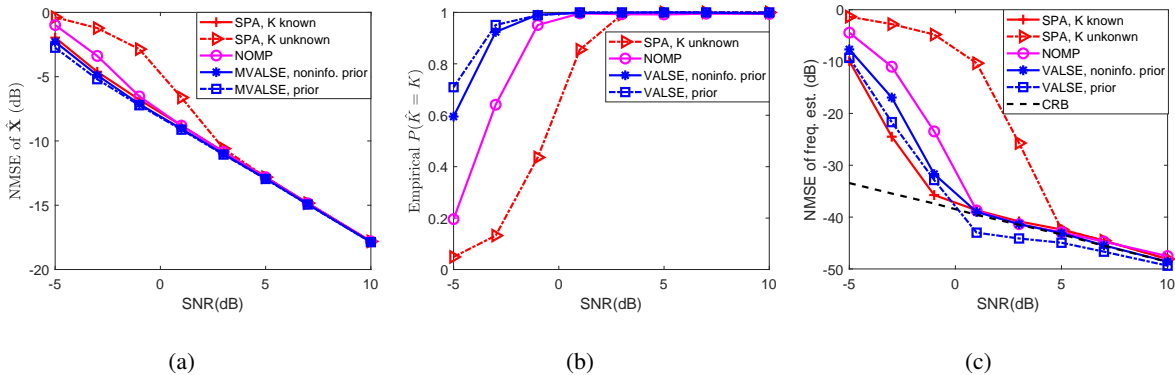 0
-5
-10
-15
-20
-5
0
5
10
SNR(dB)
NMSE of X̂ (dB)
SPA, K known
SPA, K unknown
NOMP
MVALSE, noninfo. prior
MVALSE, prior
(a)
1
0.8
0.6
0.4
0.2
0
-5
0
5
10
SNR(dB)
Empirical P(K̂ = K)
SPA, K unkonwn
NOMP
VALSE, noninfo. prior
VALSE, prior
(b)
0
-10
-20
-30
-40
-50
-5
0
5
10
SNR(dB)
NMSE of freq. est. (dB)
SPA, K known
SPA, K unknown
NOMP
VALSE, noninfo. prior
VALSE, prior
CRB
(c)